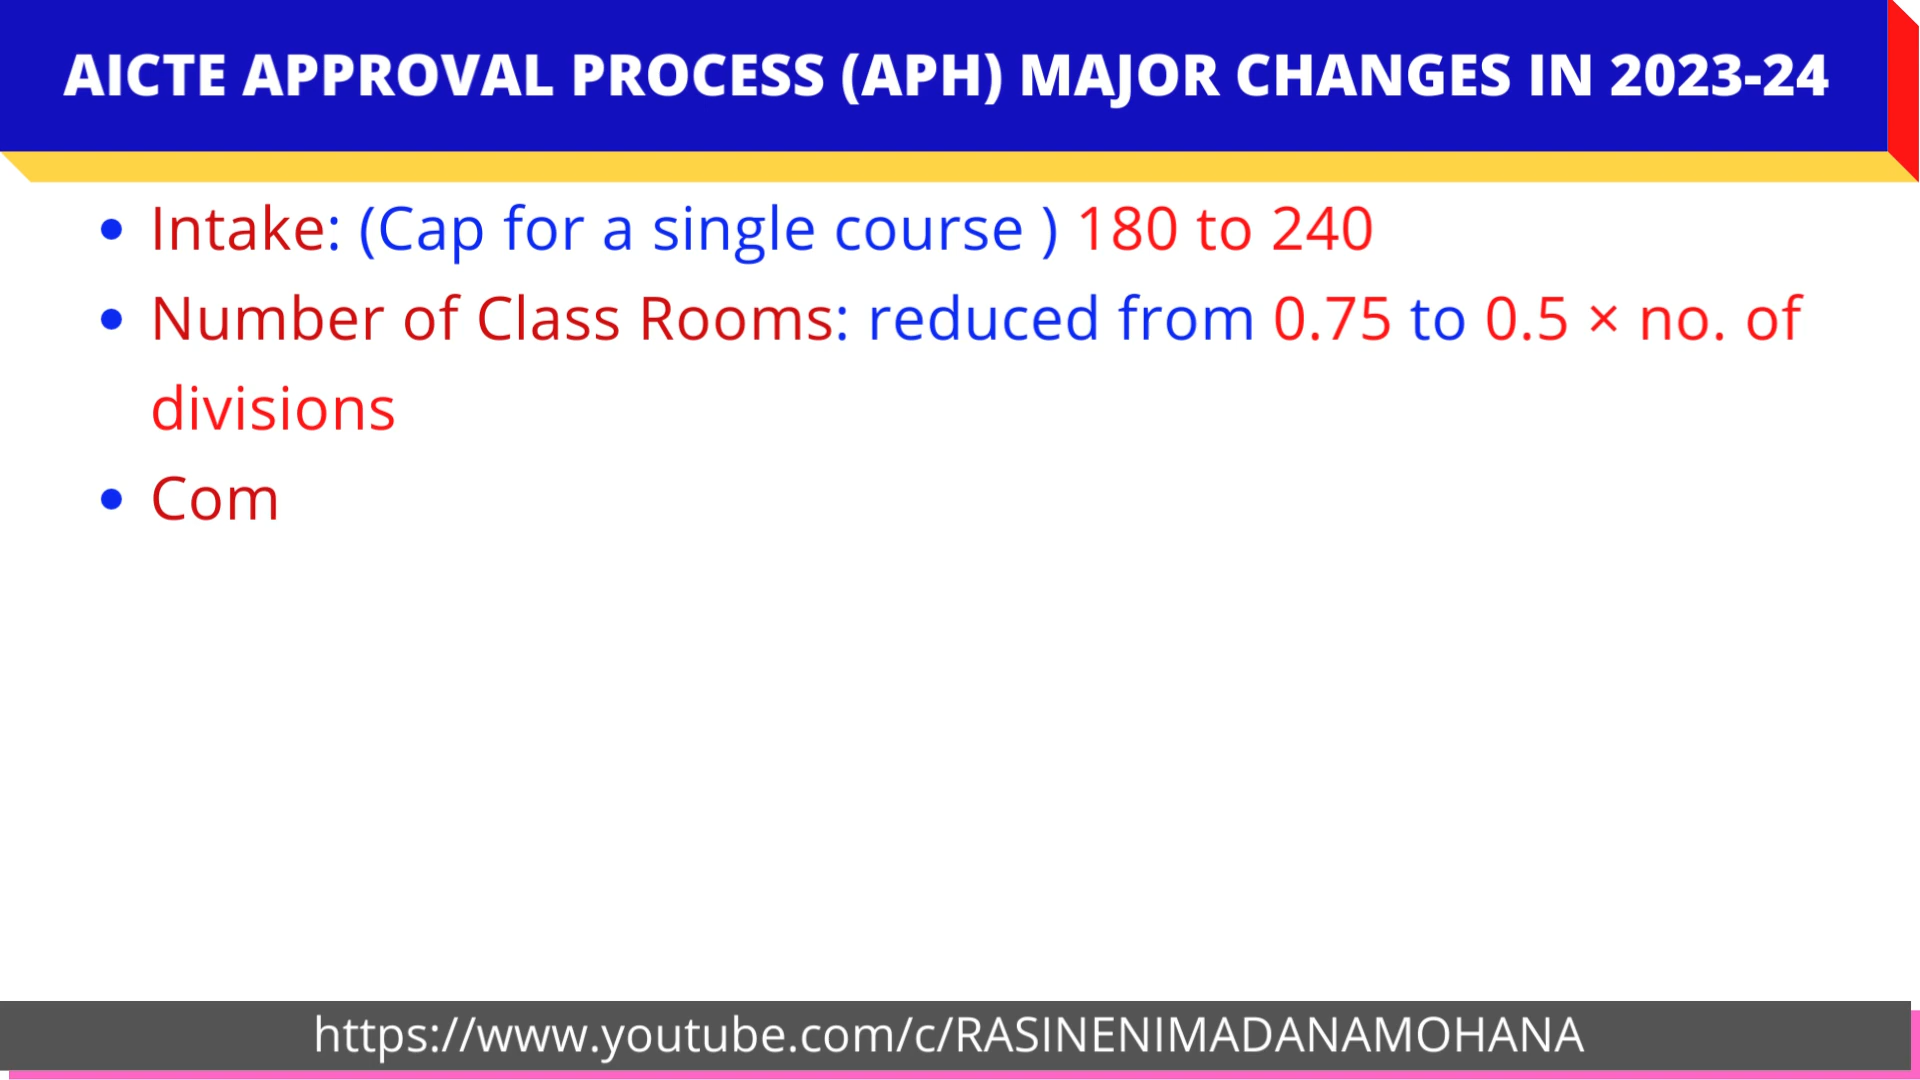 AICTE APPROVAL PROCESS (APH) MAJOR CHANGES IN 2023-24
• Intake: (Cap for a single course ) 180 to 240
• Number of Class Rooms: reduced from 0.75 to 0.5 × no. of
divisions
• Com
https://www.youtube.com/c/RASINENIMADANAMOHANA